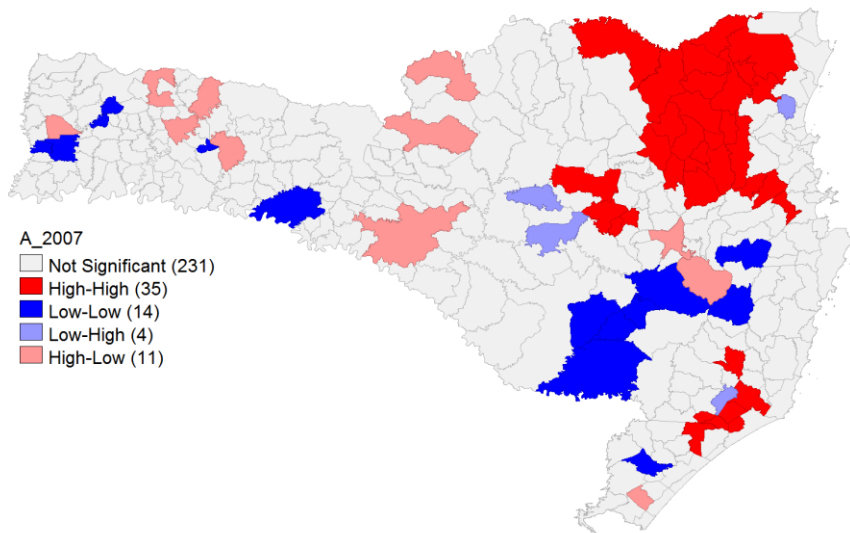 A_2007
Not Significant (231)
High-High (35)
Low-Low (14)
Low-High (4)
High-Low (11)